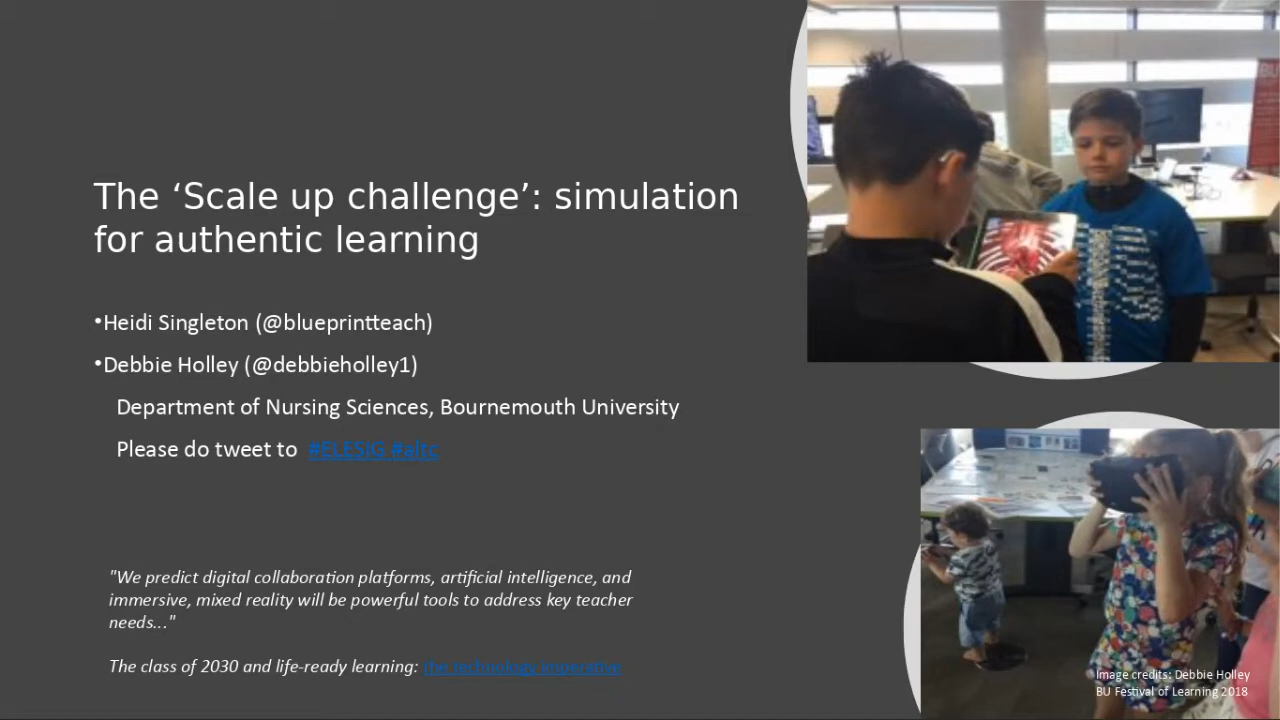 The ‘Scale up challenge’: simulation
for authentic learning
•Heidi Singleton (@blueprintteach)
•Debbie Holley (@debbieholley1)
Department of Nursing Sciences, Bournemouth University
Please do tweet to #ELESIG #altc
"We predict digital collaboration platforms, artificial intelligence, and
immersive, mixed reality will be powerful tools to address key teacher
needs..."
The class of 2030 and life-ready learning: the technology imperative
Image credits: Debbie Holley
BU Festival of Learning 2018